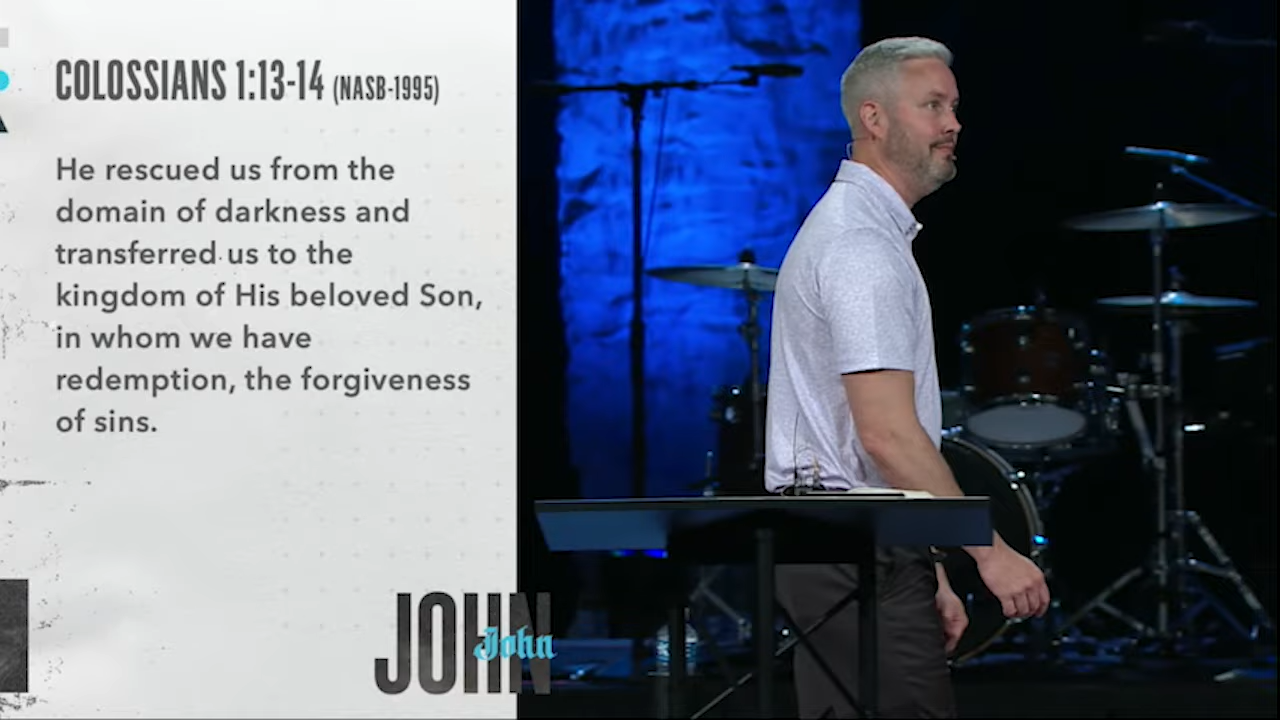 COLOSSIANS 1:13-14 (NASB-1995)
He rescued us from the
domain of darkness and
transferred us to the
kingdom of His beloved Son,
in whom we have
redemption, the forgiveness
of sins.
JOHN
John